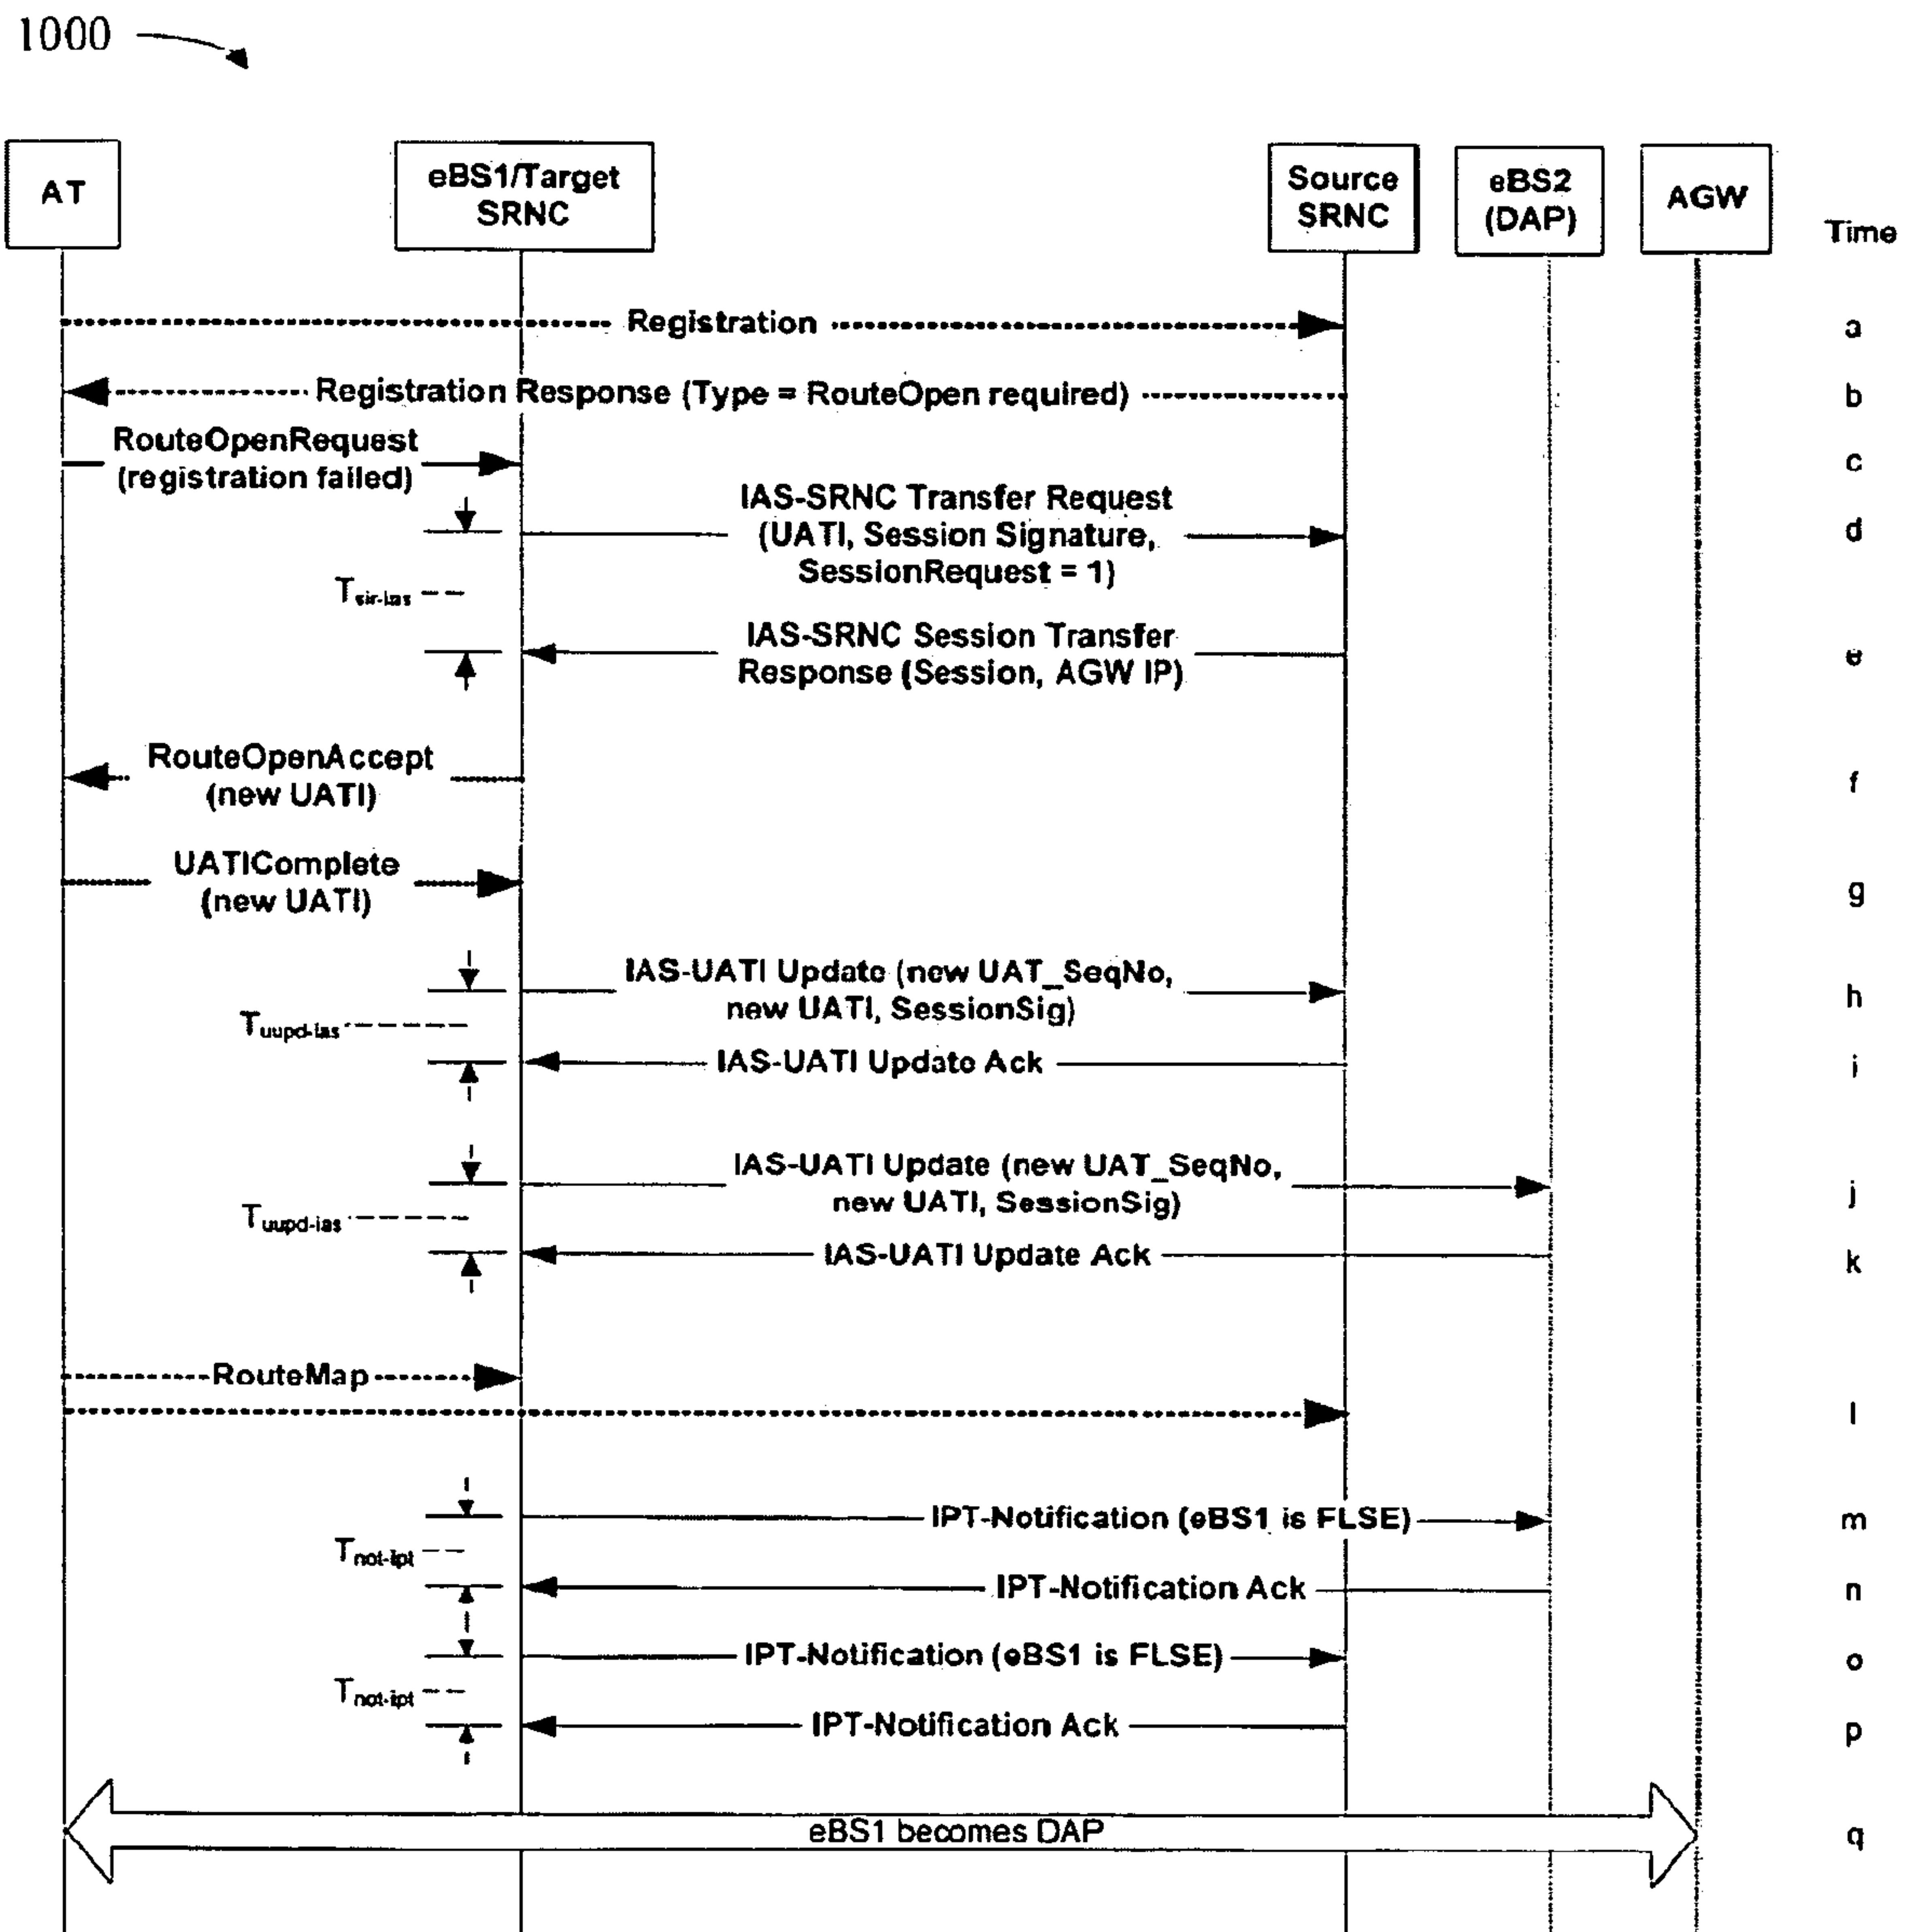 1000
AT
eBS1/Target
SRNC
Source
SRNC
eBS2
(DAP)
AGW
Time
Registration
a
Registration Response (Type = RouteOpen required)
b
RouteOpenRequest
(registration failed)
c
IAS-SRNC Transfer Request
(UATI, Session Signature,
SessionRequest = 1)
d
Tsir-ias
IAS-SRNC Session Transfer
Response (Session, AGW IP)
e
RouteOpenAccept
(new UATI)
f
UATIComplete
(new UATI)
g
IAS-UATI Update (new UAT_SeqNo,
new UATI, SessionSig)
h
Tuupd-ias
IAS-UATI Update Ack
i
IAS-UATI Update (new UAT_SeqNo,
new UATI, SessionSig)
j
Tuupd-ias
IAS-UATI Update Ack
k
RouteMap
l
IPT-Notification (eBS1 is FLSE)
m
Tnot-ipt
IPT-Notification Ack
n
IPT-Notification (eBS1 is FLSE)
o
Tnot-ipt
IPT-Notification Ack
p
eBS1 becomes DAP
q